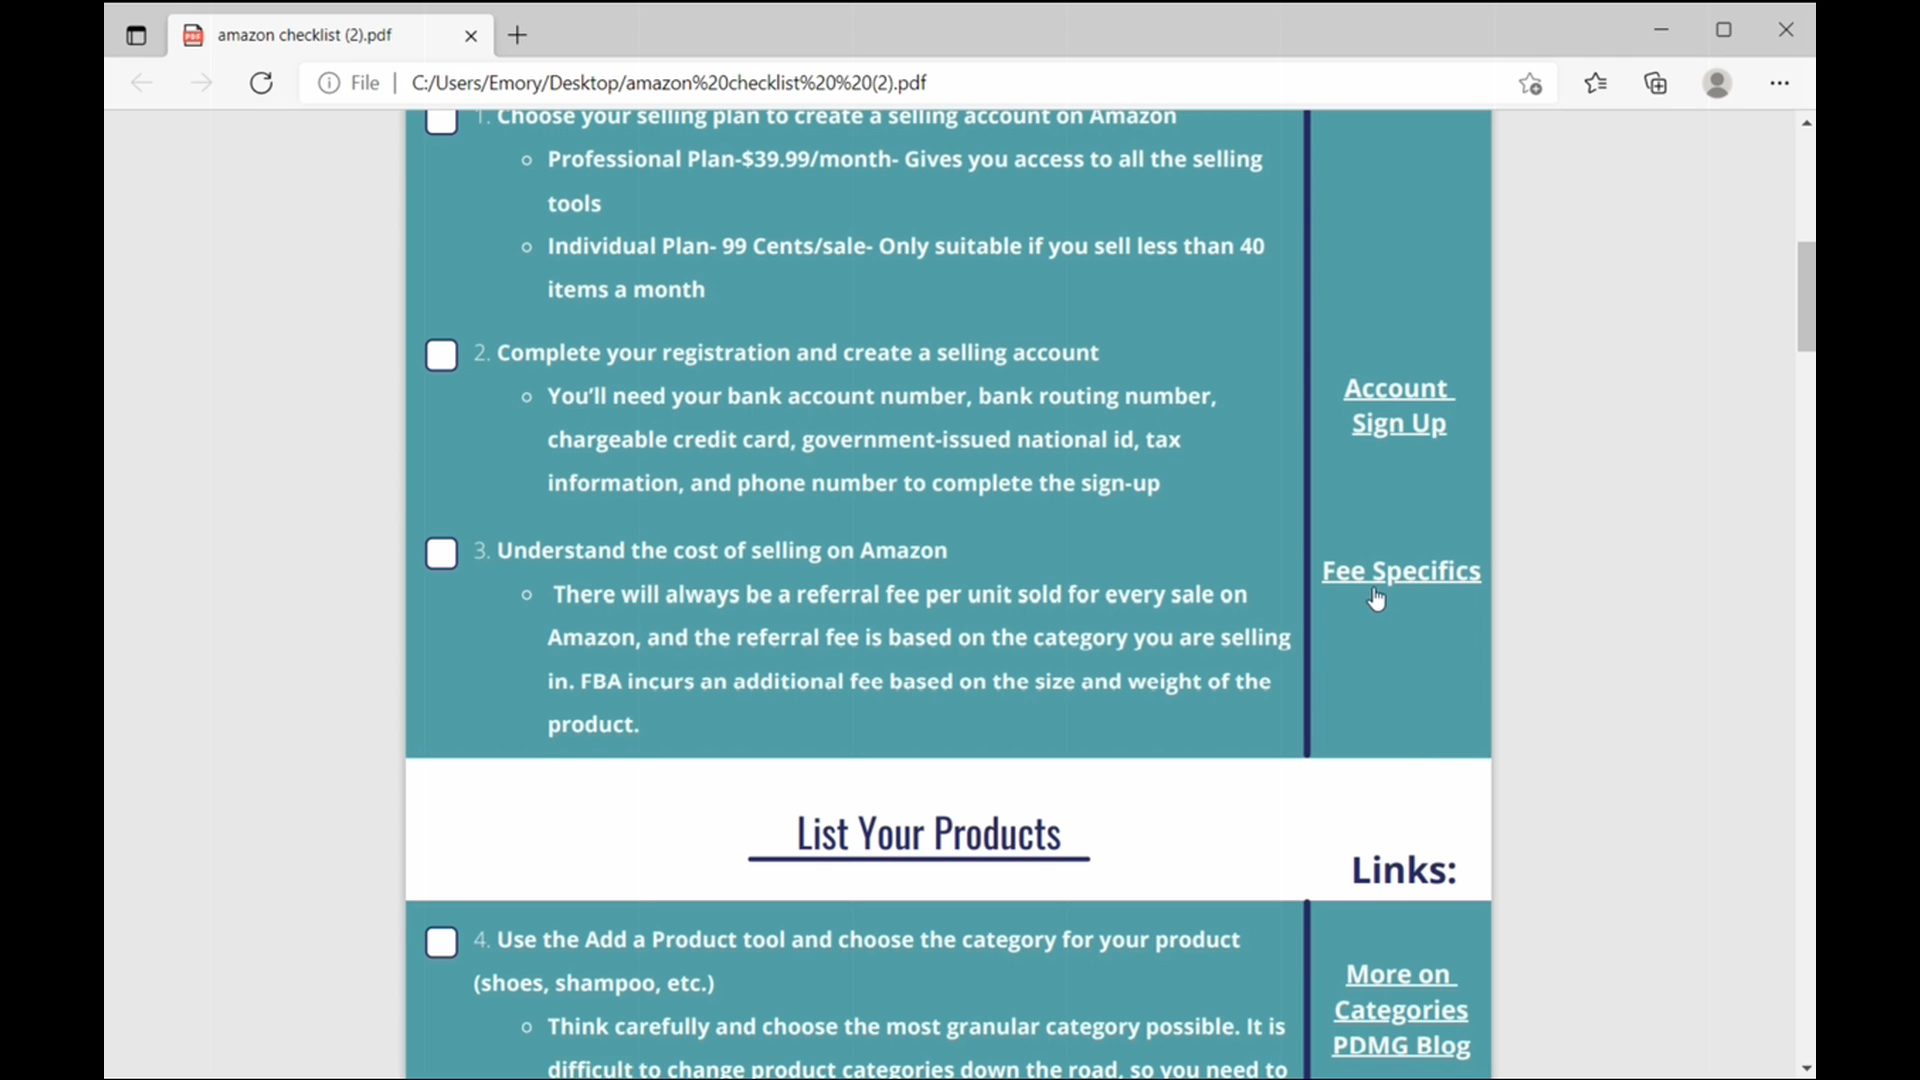 amazon checklist (2).pdf
File
C:/Users/Emory/Desktop/amazon%20checklist%20%20(2).pdf
1. Choose your selling plan to create a selling account on Amazon
Professional Plan-$39.99/month- Gives you access to all the selling
tools
Individual Plan- 99 Cents/sale- Only suitable if you sell less than 40
items a month
2. Complete your registration and create a selling account
You'll need your bank account number, bank routing number,
chargeable credit card, government-issued national id, tax
information, and phone number to complete the sign-up
Account
Sign Up
3. Understand the cost of selling on Amazon
There will always be a referral fee per unit sold for every sale on
Amazon, and the referral fee is based on the category you are selling
in. FBA incurs an additional fee based on the size and weight of the
product.
Fee Specifics
List Your Products
Links:
4. Use the Add a Product tool and choose the category for your product
(shoes, shampoo, etc.)
Think carefully and choose the most granular category possible. It is
difficult to change product categories down the road, so you need to
More on
Categories
PDMG Blog